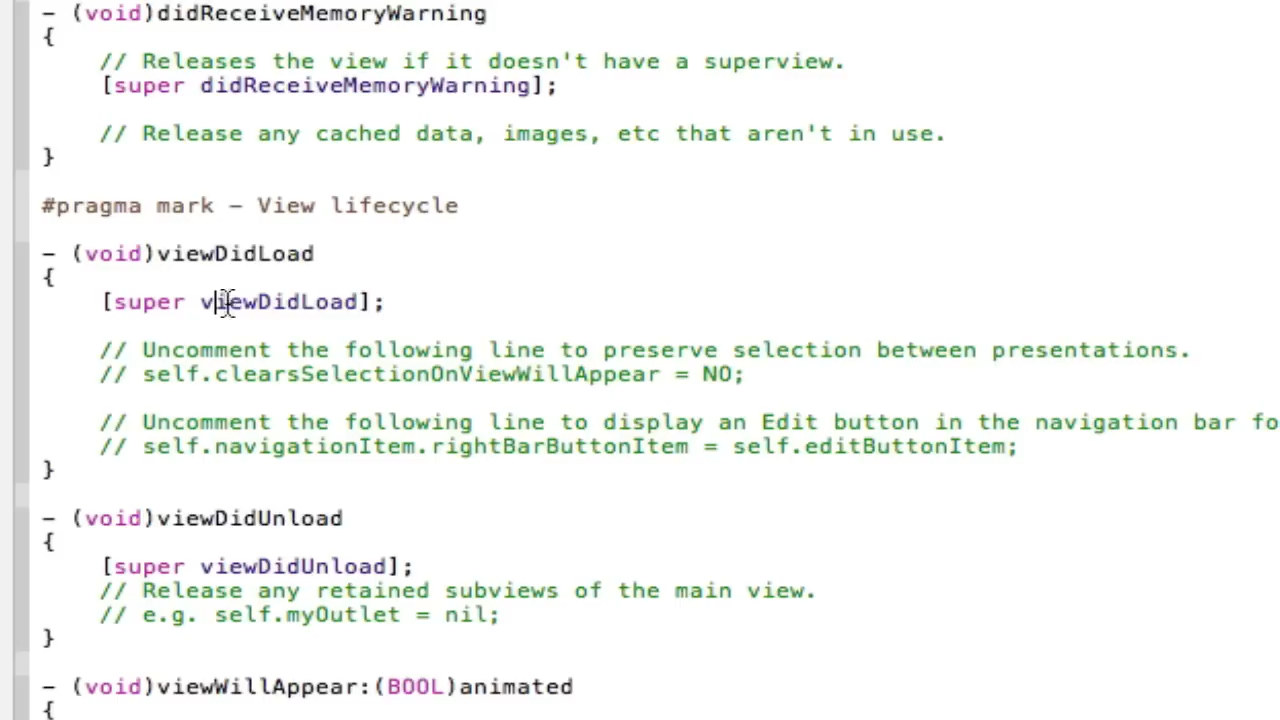 - (void)didReceiveMemoryWarning
{
    // Releases the view if it doesn't have a superview.
    [super didReceiveMemoryWarning];
    // Release any cached data, images, etc that aren't in use.
}
#pragma mark - View lifecycle
- (void)viewDidLoad
{
    [super viewDidLoad];
    // Uncomment the following line to preserve selection between presentations.
    // self.clearsSelectionOnViewWillAppear = NO;
    // Uncomment the following line to display an Edit button in the navigation bar fo
    // self.navigationItem.rightBarButtonItem = self.editButtonItem;
}
- (void)viewDidUnload
{
    [super viewDidUnload];
    // Release any retained subviews of the main view.
    // e.g. self.myOutlet = nil;
}
- (void)viewWillAppear:(BOOL)animated
{